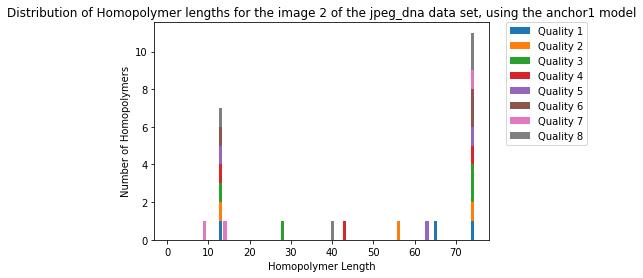 Distribution of Homopolymer lengths for the image 2 of the jpeg_dna data set, using the anchor1 model
Number of Homopolymers
10
8
6
4
2
0
0 10 20 30 40 50 60 70
Homopolymer Length
Quality 1
Quality 2
Quality 3
Quality 4
Quality 5
Quality 6
Quality 7
Quality 8